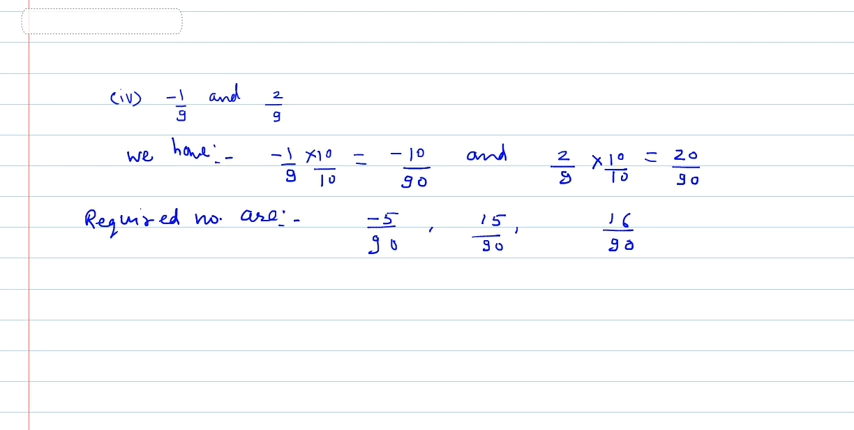 (iv) -1/9 and 2/9
we have:- -1/9 ×10/10 = -10/90 and 2/9 ×10/10 = 20/90
Required no. are:- -5/90, 15/90, 16/90